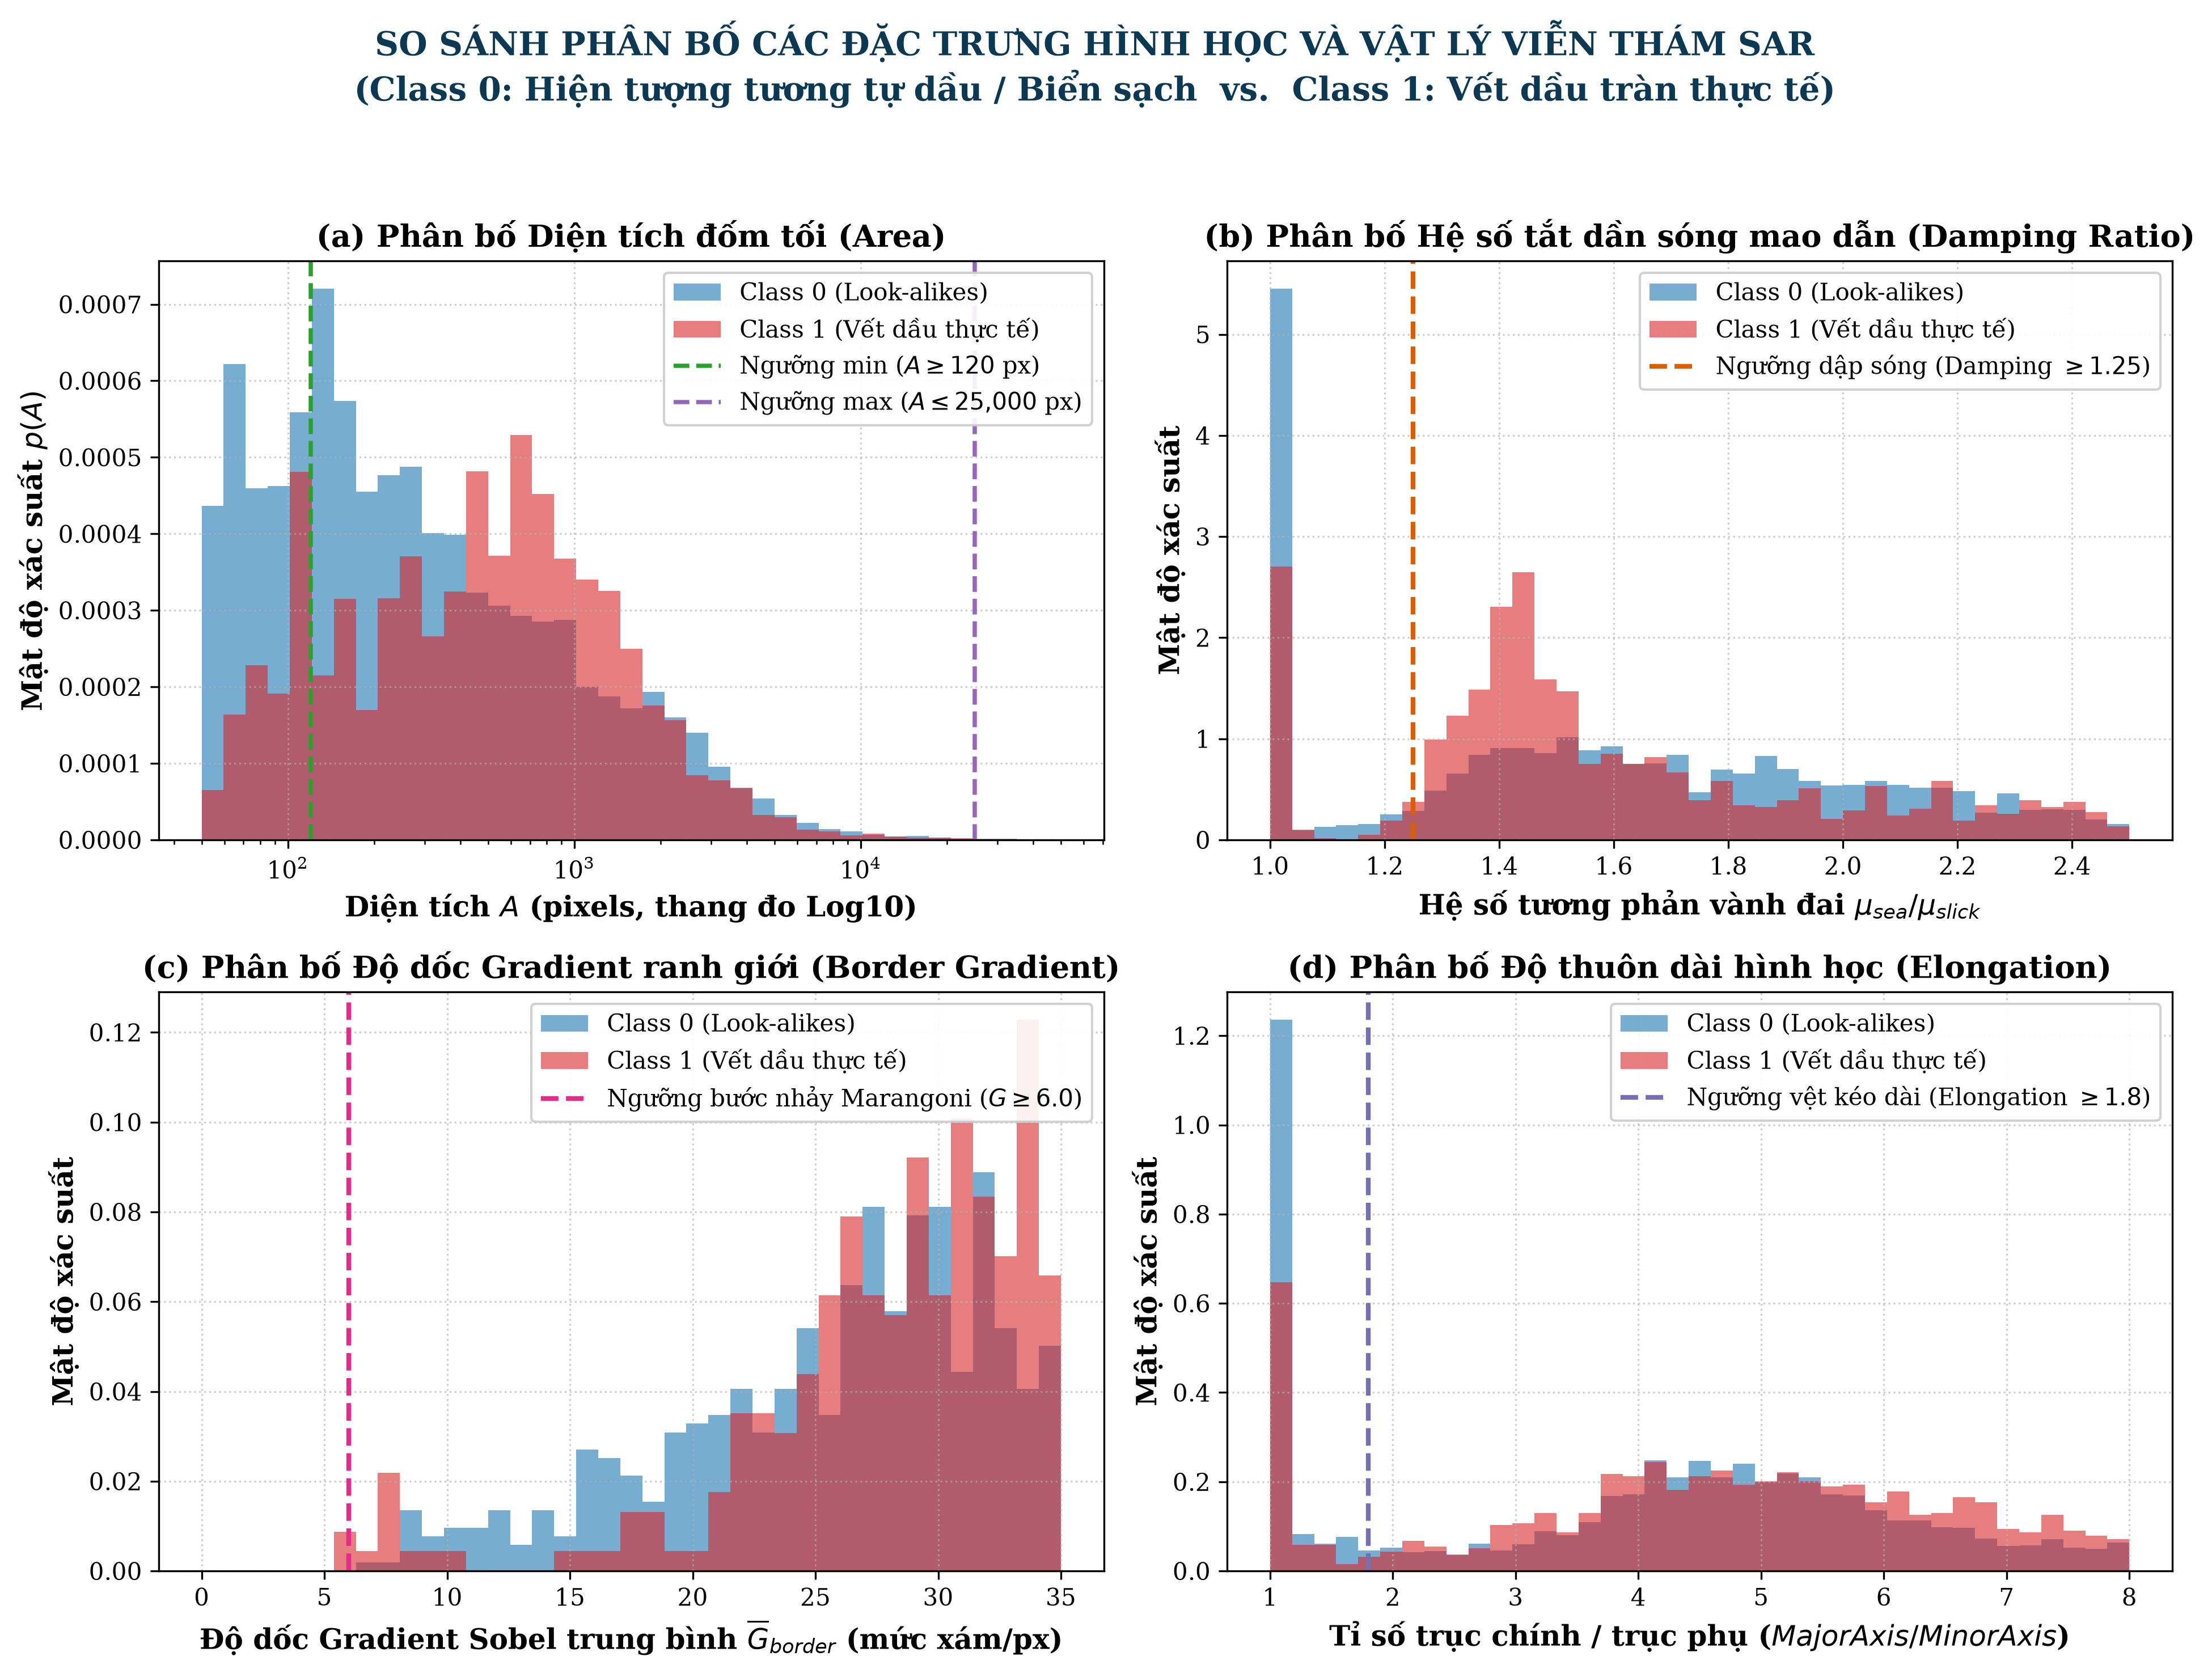 SO SÁNH PHÂN BỐ CÁC ĐẶC TRƯNG HÌNH HỌC VÀ VẬT LÝ VIỄN THÁM SAR
(Class 0: Hiện tượng tương tự dầu / Biển sạch vs. Class 1: Vết dầu tràn thực tế)
(a) Phân bố Diện tích đốm tối (Area)
Mật độ xác suất p(A)
0.0007
0.0006
0.0005
0.0004
0.0003
0.0002
0.0001
0.0000
Class 0 (Look-alikes)
Class 1 (Vết dầu thực tế)
Ngưỡng min (A ≥ 120 px)
Ngưỡng max (A ≤ 25,000 px)
10² 10³ 10⁴
Diện tích A (pixels, thang đo Log10)
(b) Phân bố Hệ số tắt dần sóng mao dẫn (Damping Ratio)
Mật độ xác suất
5
4
3
2
1
0
Class 0 (Look-alikes)
Class 1 (Vết dầu thực tế)
Ngưỡng dập sóng (Damping ≥ 1.25)
1.0 1.2 1.4 1.6 1.8 2.0 2.2 2.4
Hệ số tương phản vành đai μsea/μslick
(c) Phân bố Độ dốc Gradient ranh giới (Border Gradient)
Mật độ xác suất
0.12
0.10
0.08
0.06
0.04
0.02
0.00
Class 0 (Look-alikes)
Class 1 (Vết dầu thực tế)
Ngưỡng bước nhảy Marangoni (G ≥ 6.0)
0 5 10 15 20 25 30 35
Độ dốc Gradient Sobel trung bình G̅border (mức xám/px)
(d) Phân bố Độ thuôn dài hình học (Elongation)
Mật độ xác suất
1.2
1.0
0.8
0.6
0.4
0.2
0.0
Class 0 (Look-alikes)
Class 1 (Vết dầu thực tế)
Ngưỡng vệt kéo dài (Elongation ≥ 1.8)
1 2 3 4 5 6 7 8
Tỉ số trục chính / trục phụ (MajorAxis/MinorAxis)